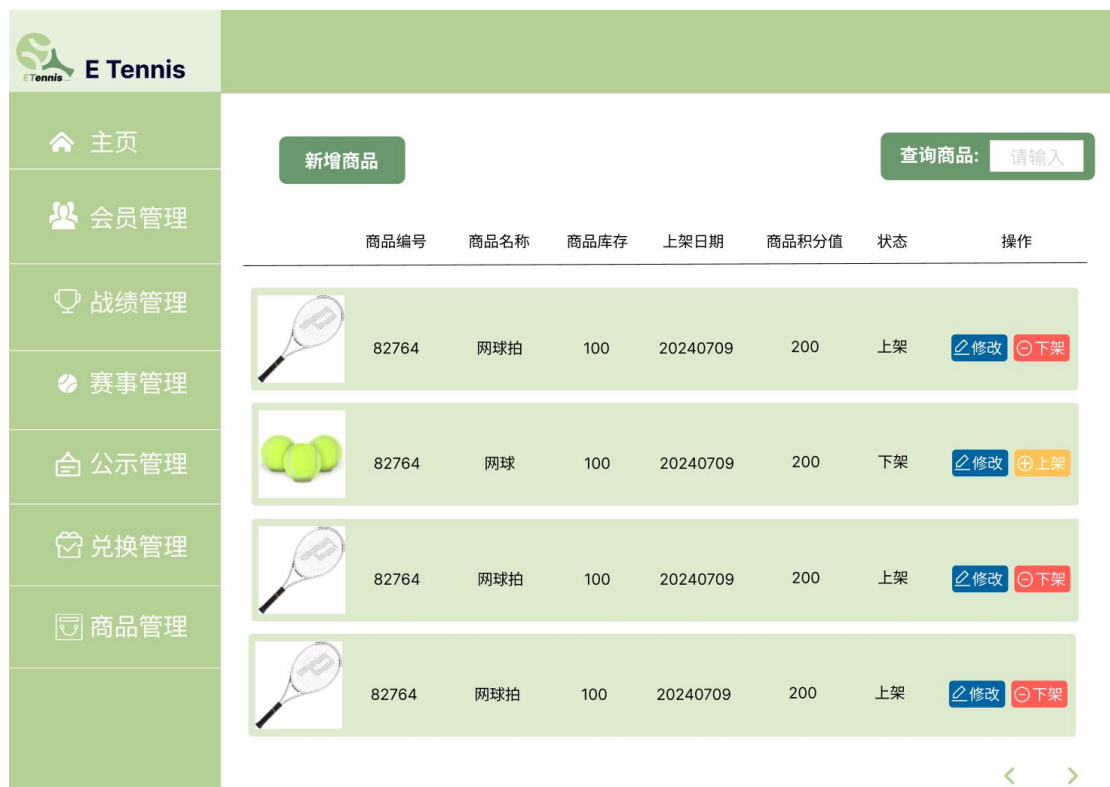 ETennis
E Tennis
主页
会员管理
战绩管理
赛事管理
公示管理
兑换管理
商品管理
新增商品
查询商品: 请输入
商品编号 商品名称 商品库存 上架日期 商品积分值 状态 操作
82764 网球拍 100 20240709 200 上架 修改 下架
82764 网球 100 20240709 200 下架 修改 上架
82764 网球拍 100 20240709 200 上架 修改 下架
82764 网球拍 100 20240709 200 上架 修改 下架